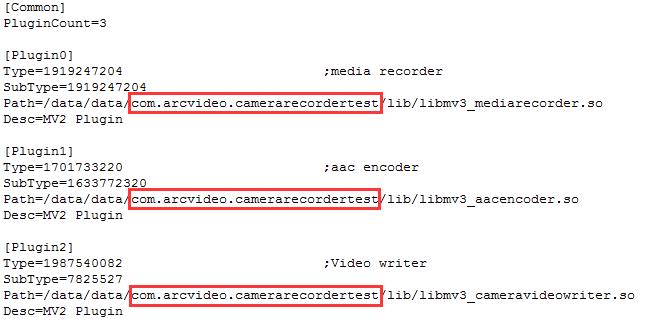 [Common]
PluginCount=3
[Plugin0]
Type=1919247204 ;media recorder
SubType=1919247204
Path=/data/data/com.arcvideo.camerarecordertest/lib/libmv3_mediarecorder.so
Desc=MV2 Plugin
[Plugin1]
Type=1701733220 ;aac encoder
SubType=1633772320
Path=/data/data/com.arcvideo.camerarecordertest/lib/libmv3_aacencoder.so
Desc=MV2 Plugin
[Plugin2]
Type=1987540082 ;Video writer
SubType=7825527
Path=/data/data/com.arcvideo.camerarecordertest/lib/libmv3_cameravideowriter.so
Desc=MV2 Plugin